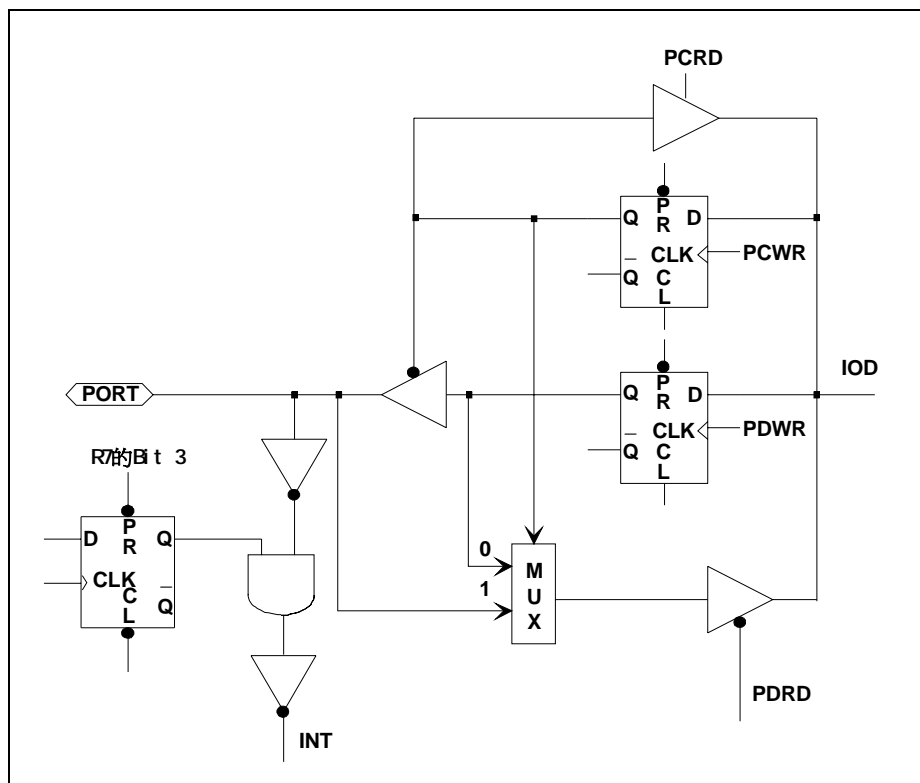 PCRD
Q P R D
CLK
Q C L
PCWR
IOD
PORT
Q P R D
CLK
Q C L
PDWR
R7的Bit 3
D P R Q
CLK
C L Q
0
1
M
U
X
PDRD
INT